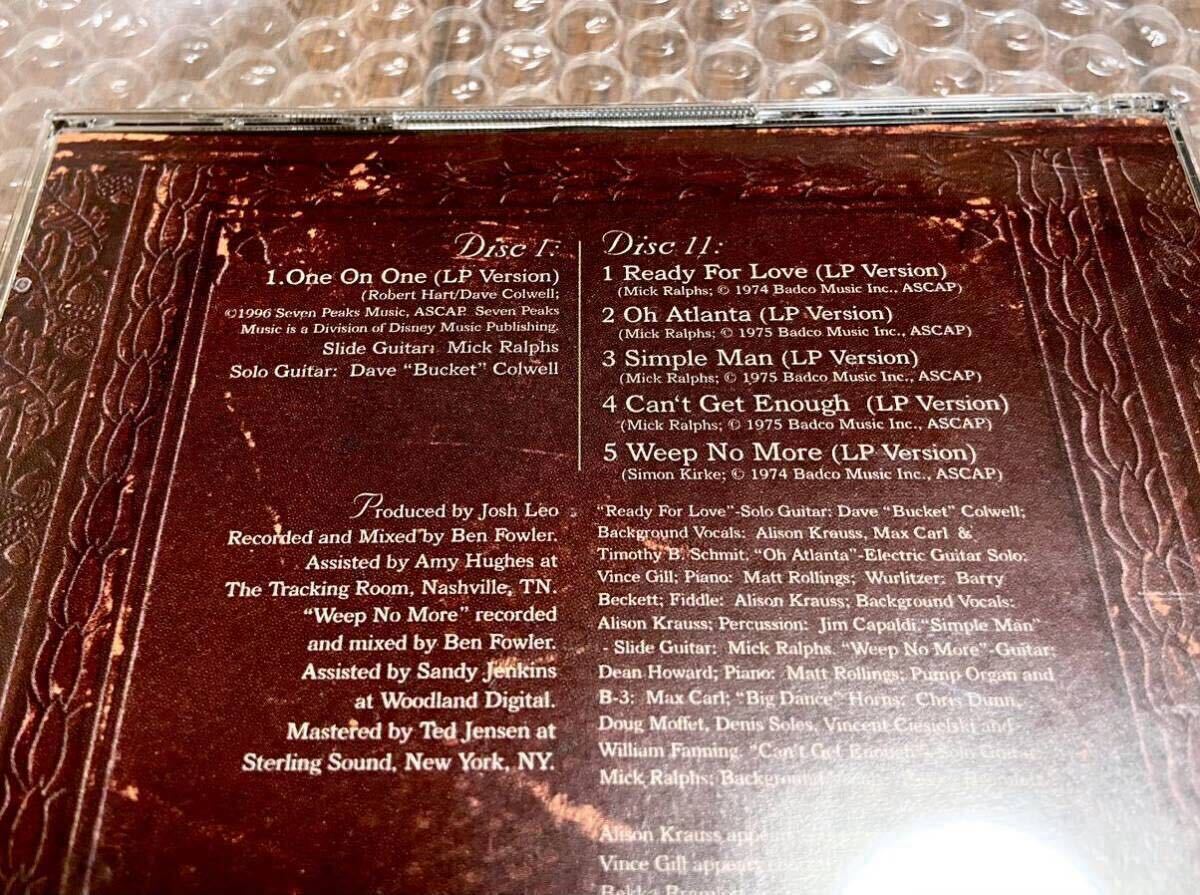 Disc I:
1.One On One (LP Version)
(Robert Hart/Dave Colwell;
©1996 Seven Peaks Music, ASCAP. Seven Peaks
Music is a Division of Disney Music Publishing.
Slide Guitar: Mick Ralphs
Solo Guitar: Dave “Bucket” Colwell
Disc 11:
1 Ready For Love (LP Version)
(Mick Ralphs; © 1974 Badco Music Inc., ASCAP)
2 Oh Atlanta (LP Version)
(Mick Ralphs; © 1975 Badco Music Inc., ASCAP)
3 Simple Man (LP Version)
(Mick Ralphs; © 1975 Badco Music Inc., ASCAP)
4 Can‘t Get Enough (LP Version)
(Mick Ralphs; © 1975 Badco Music Inc., ASCAP)
5 Weep No More (LP Version)
(Simon Kirke; © 1974 Badco Music Inc., ASCAP)
Produced by Josh Leo
Recorded and Mixed by Ben Fowler.
Assisted by Amy Hughes at
The Tracking Room, Nashville, TN.
“Weep No More” recorded
and mixed by Ben Fowler.
Assisted by Sandy Jenkins
at Woodland Digital.
Mastered by Ted Jensen at
Sterling Sound, New York, NY.
“Ready For Love”-Solo Guitar; Dave “Bucket” Colwell;
Background Vocals: Alison Krauss, Max Carl &
Timothy B. Schmit. “Oh Atlanta”-Electric Guitar Solo:
Vince Gill; Piano: Matt Rollings; Wurlitzer: Barry
Beckett; Fiddle: Alison Krauss; Background Vocals:
Alison Krauss; Percussion: Jim Capaldi. “Simple Man”
- Slide Guitar: Mick Ralphs. “Weep No More”-Guitar;
Dean Howard; Piano: Matt Rollings; Pump Organ and
B-3: Max Carl; “Big Dance” Horns: Chris Dunn,
Doug Moffet, Denis Soles, Vincent Ciesielski and
William Fanning. “Can't Get Enough”- Solo Guitar:
Mick Ralphs; Background
Alison Krauss appears
Vince Gill appears
Bekka